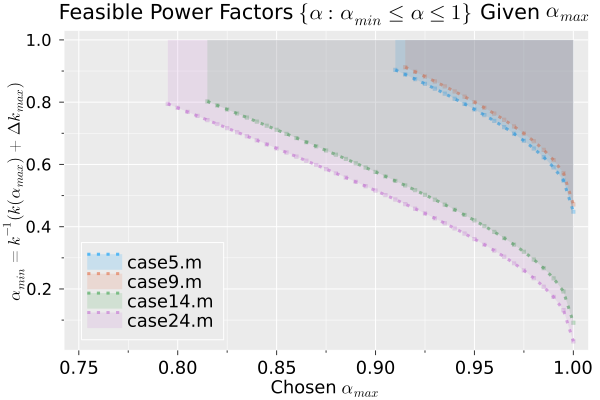 Feasible Power Factors {α : α_min ≤ α ≤ 1} Given α_max
α_min = k⁻¹(k(α_max) + Δk_max)
1.0
0.8
0.6
0.4
0.2
case5.m
case9.m
case14.m
case24.m
0.75 0.80 0.85 0.90 0.95 1.00
Chosen α_max